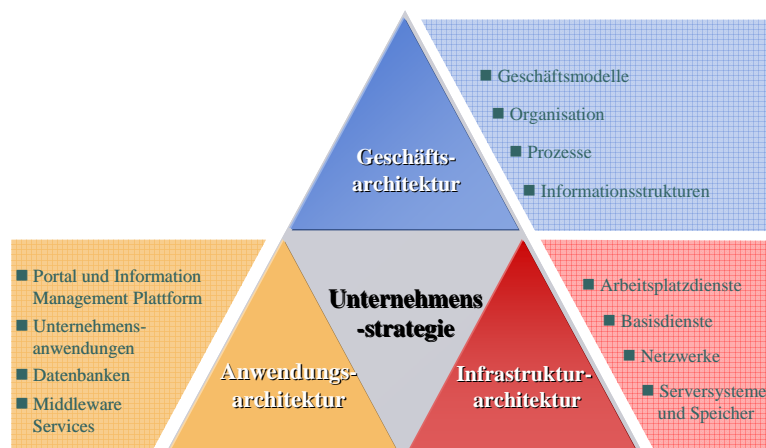 Geschäftsmodelle
Organisation
Prozesse
Informationsstrukturen
Geschäfts-
architektur
Portal und Information
Management Plattform
Unternehmens-
anwendungen
Datenbanken
Middleware
Services
Unternehmens
-strategie
Anwendungs-
architektur
Infrastruktur-
architektur
Arbeitsplatzdienste
Basisdienste
Netzwerke
Serversysteme
und Speicher